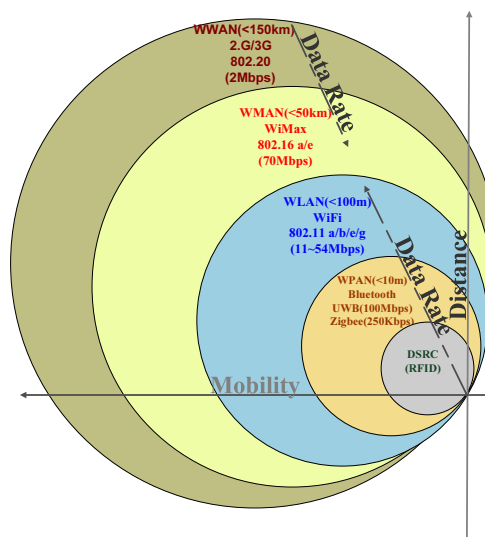 WWAN(<150km)
2.G/3G
802.20
(2Mbps)
Data Rate
WMAN(<50km)
WiMax
802.16 a/e
(70Mbps)
WLAN(<100m)
WiFi
802.11 a/b/e/g
(11~54Mbps)
Data Rate
Distance
WPAN(<10m)
Bluetooth
UWB(100Mbps)
Zigbee(250Kbps)
DSRC
(RFID)
Mobility